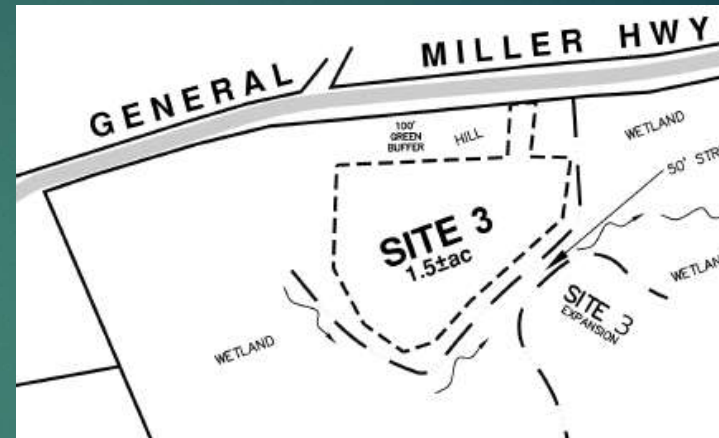 GENERAL MILLER HWY
100'
GREEN
BUFFER
HILL
WETLAND
50' STR
SITE 3
1.5±ac
WETLAN
SITE 3
EXPANSION
WETLAND